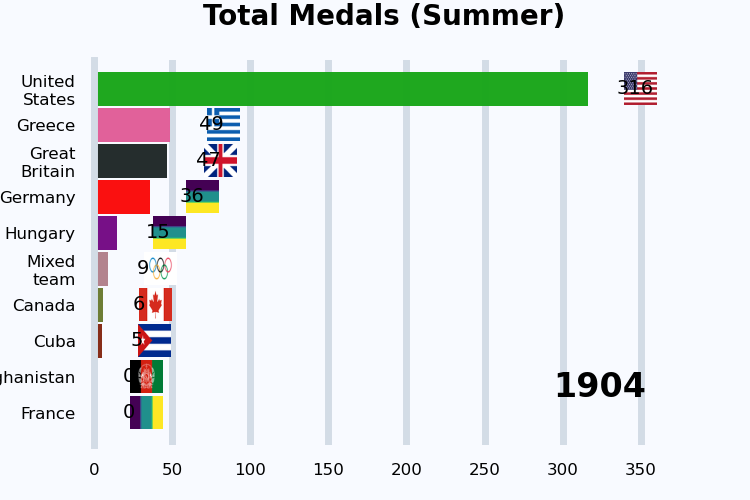 Total Medals (Summer)
United
States
316
Greece
49
Great
Britain
47
Germany
36
Hungary
15
Mixed
team
9
Canada
6
Cuba
5
ghanistan
0
1904
France
0
0 50 100 150 200 250 300 350